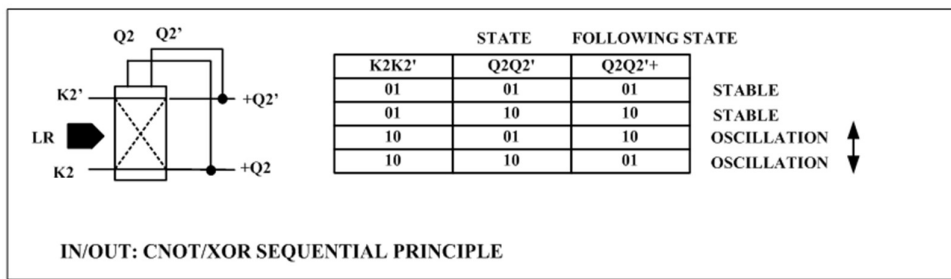 Q2 Q2’
K2’ +Q2’
LR
K2 +Q2
STATE FOLLOWING STATE
K2K2' Q2Q2' Q2Q2'+
01 01 01 STABLE
01 10 10 STABLE
10 01 10 OSCILLATION
10 10 01 OSCILLATION
IN/OUT: CNOT/XOR SEQUENTIAL PRINCIPLE